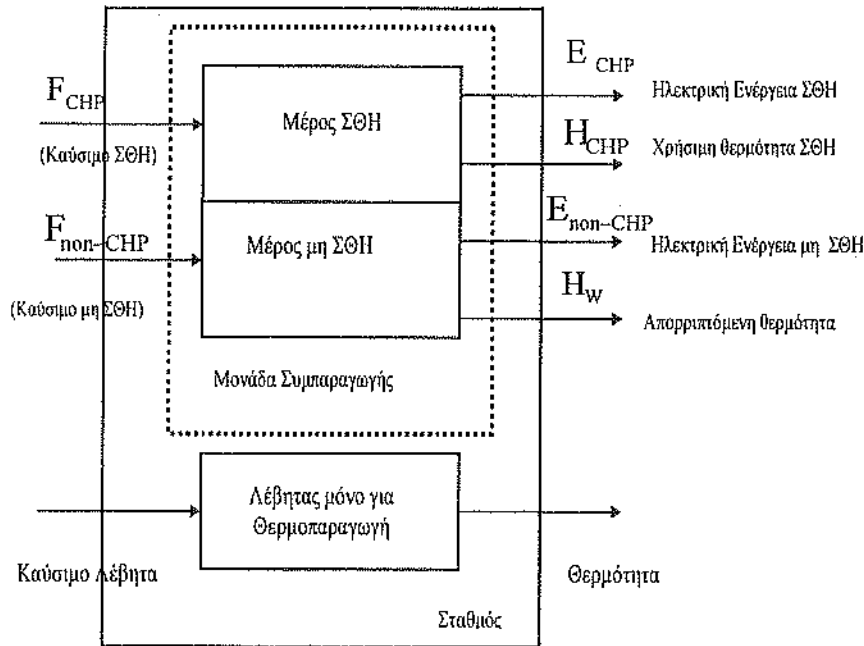 E CHP
Ηλεκτρική Ενέργεια ΣΘΗ
F CHP
(Καύσιμο ΣΘΗ)
Μέρος ΣΘΗ
H CHP
Χρήσιμη θερμότητα ΣΘΗ
F non-CHP
(Καύσιμο μη ΣΘΗ)
Μέρος μη ΣΘΗ
E non-CHP
Ηλεκτρική Ενέργεια μη ΣΘΗ
H W
Απορριπτόμενη θερμότητα
Μονάδα Συμπαραγωγής
Λέβητας μόνο για
Θερμοπαραγωγή
Καύσιμο Λέβητα
Θερμότητα
Σταθμός